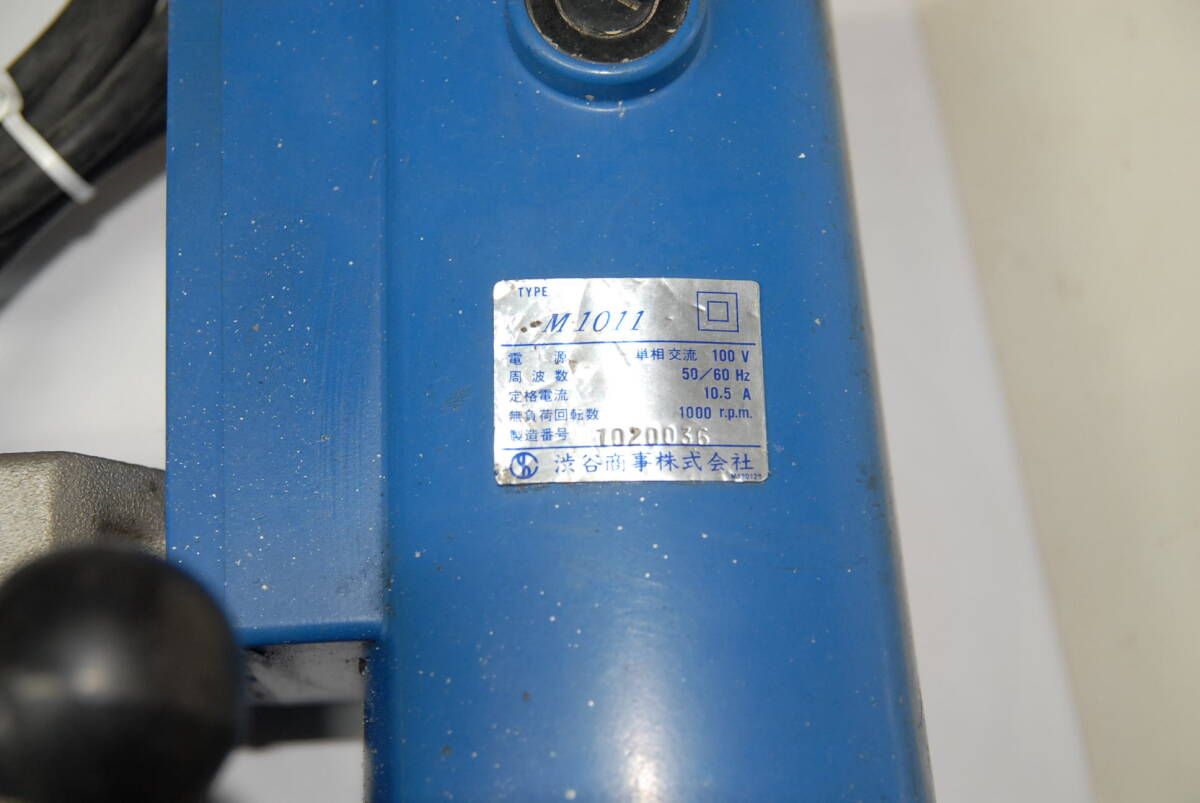 TYPE
M1011
電源 単相交流 100 V
周波数 50/60 Hz
定格電流 10.5 A
無負荷回転数 1000 r.p.m.
製造番号 1020036
渋谷商事株式会社